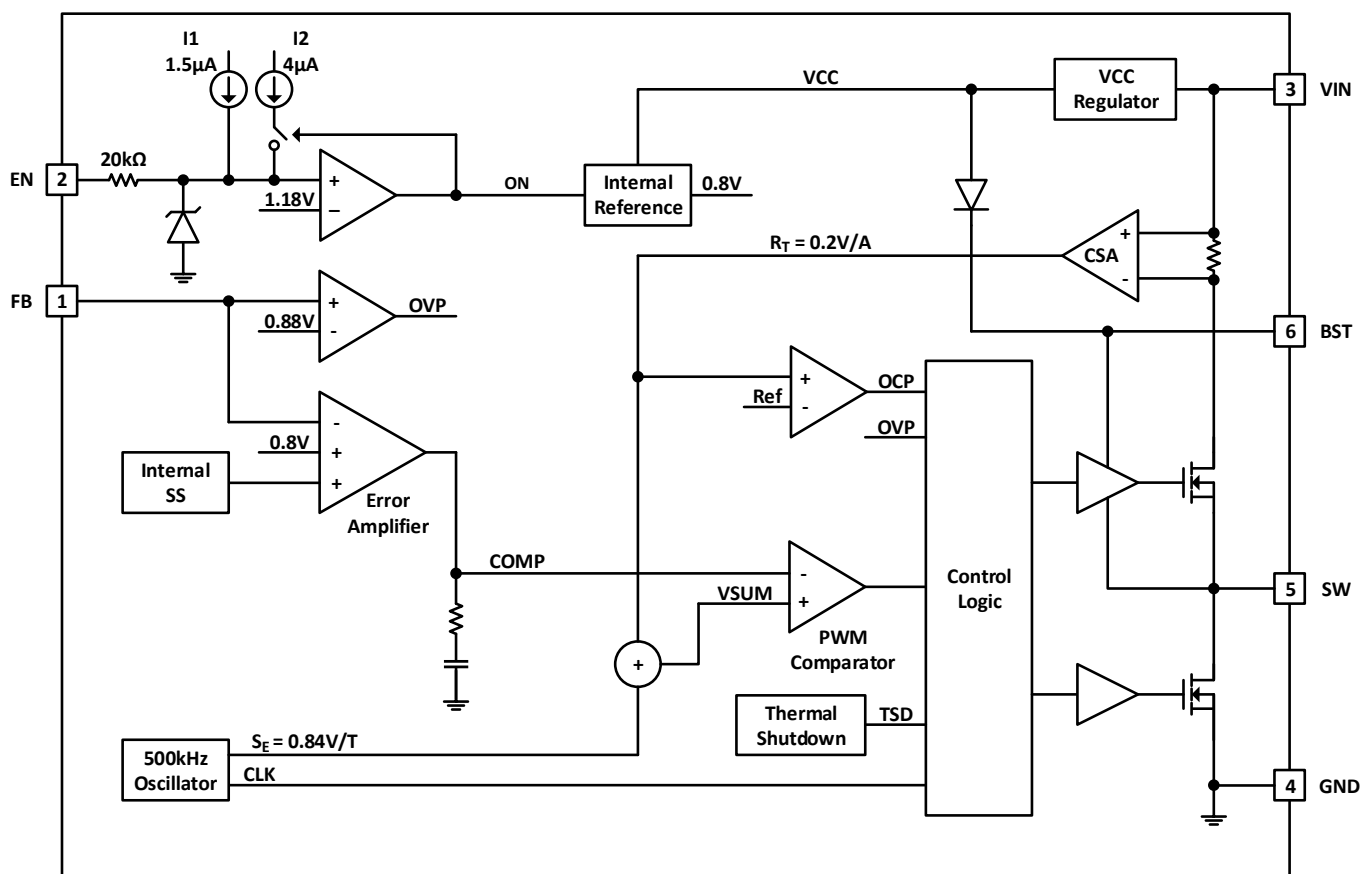 I1
1.5µA
I2
4µA
VCC
VCC
Regulator
3
VIN
20kΩ
EN
2
+
1.18V
−
ON
Internal
Reference
0.8V
R_T = 0.2V/A
CSA
+
-
FB
1
+
0.88V
-
OVP
6
BST
+
Ref
-
OCP
OVP
-
0.8V
+
+
Internal
SS
Error
Amplifier
COMP
-
VSUM
+
PWM
Comparator
Control
Logic
5
SW
+
Thermal
Shutdown
TSD
S_E = 0.84V/T
500kHz
Oscillator
CLK
4
GND